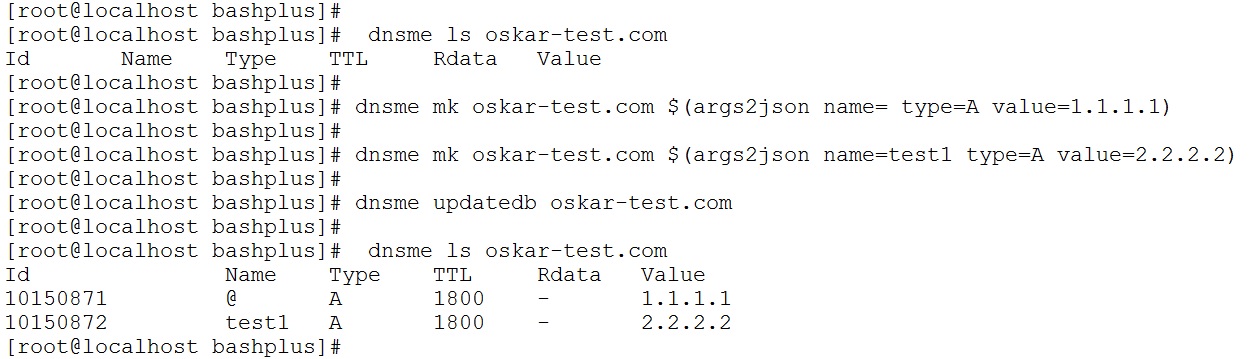 [root@localhost bashplus]#
[root@localhost bashplus]#  dnsme ls oskar-test.com
Id       Name    Type    TTL     Rdata   Value
[root@localhost bashplus]#
[root@localhost bashplus]# dnsme mk oskar-test.com $(args2json name= type=A value=1.1.1.1)
[root@localhost bashplus]#
[root@localhost bashplus]# dnsme mk oskar-test.com $(args2json name=test1 type=A value=2.2.2.2)
[root@localhost bashplus]#
[root@localhost bashplus]# dnsme updatedb oskar-test.com
[root@localhost bashplus]#
[root@localhost bashplus]#  dnsme ls oskar-test.com
Id               Name    Type    TTL     Rdata   Value
10150871         @       A       1800    -       1.1.1.1
10150872         test1   A       1800    -       2.2.2.2
[root@localhost bashplus]#